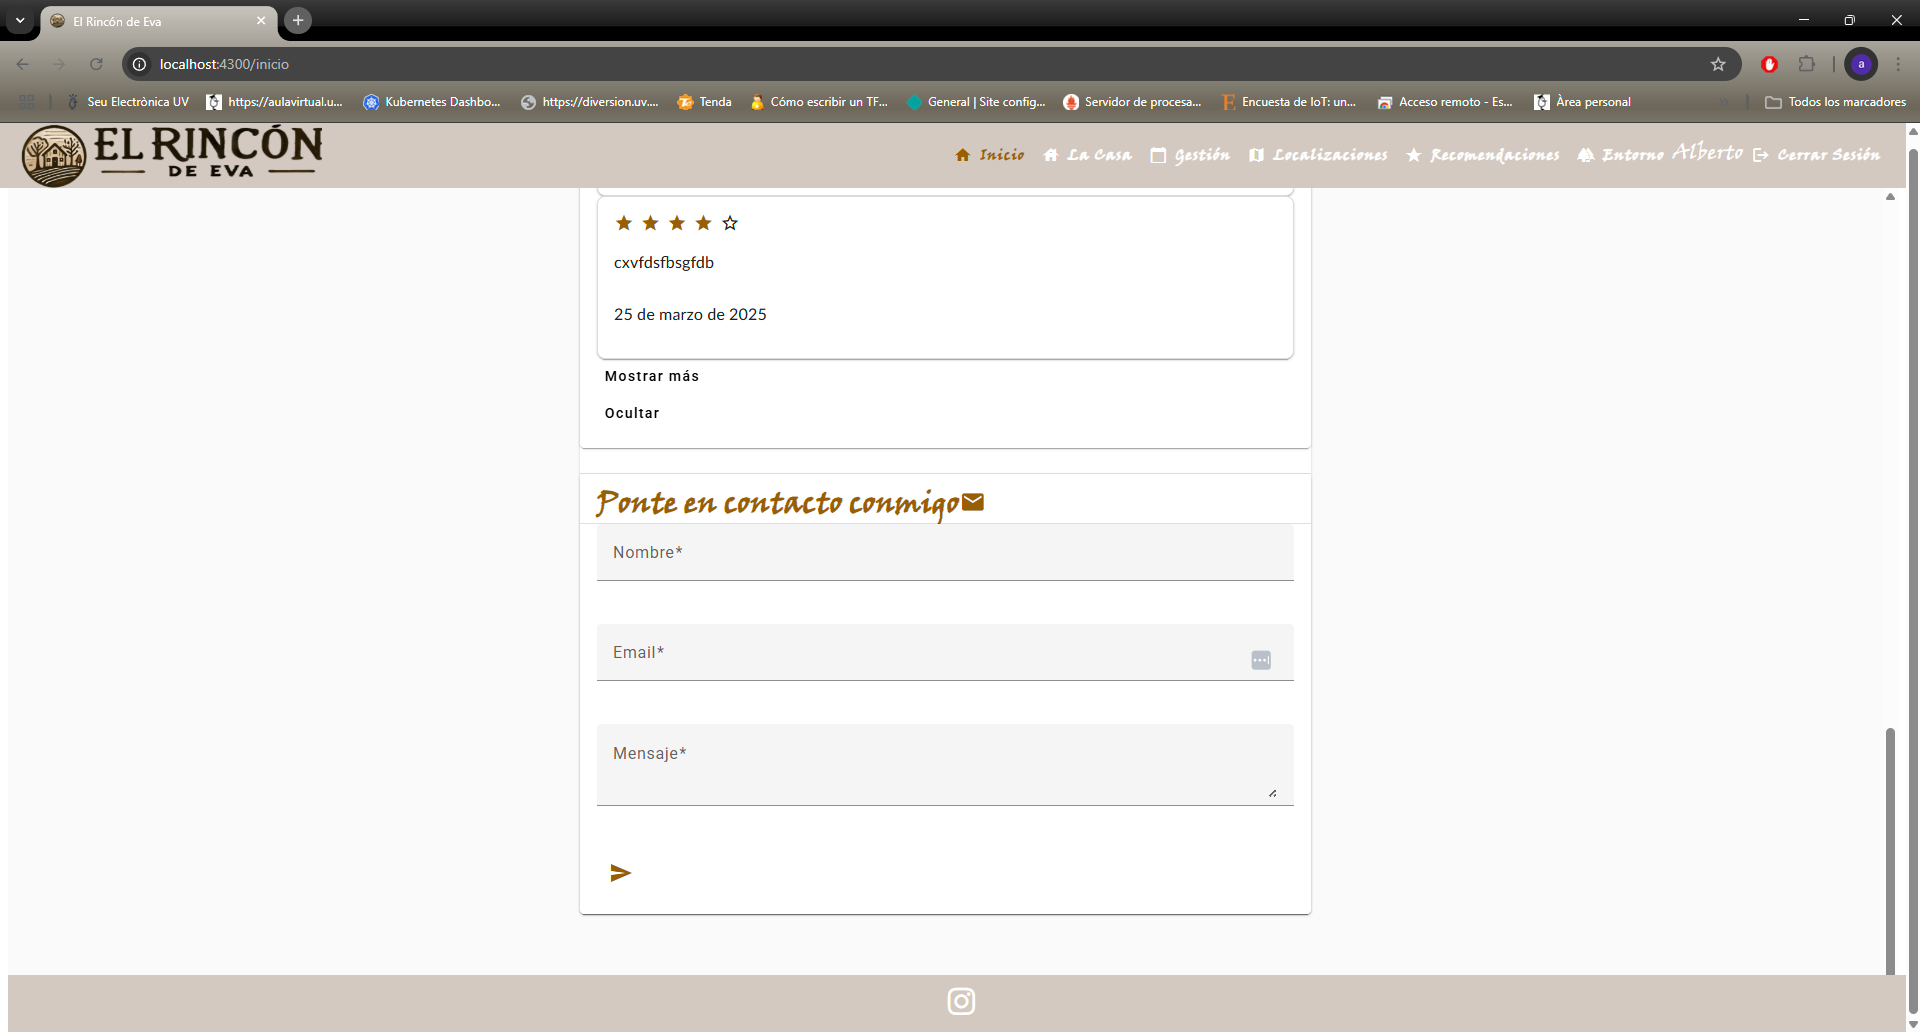 El Rincón de Eva
localhost:4300/inicio
a
Seu Electrònica UV
https://aulavirtual.u...
Kubernetes Dashbo...
https://diversion.uv....
Tenda
Cómo escribir un TF...
General | Site config...
Servidor de procesa...
Encuesta de IoT: un...
Acceso remoto - Es...
Àrea personal
Todos los marcadores
EL RINCÓN
DE EVA
Inicio
La Casa
Gestión
Localizaciones
Recomendaciones
Entorno
Alberto
Cerrar Sesión
cxvfdsfbsgfdb
25 de marzo de 2025
Mostrar más
Ocultar
Ponte en contacto conmigo
Nombre*
Email*
Mensaje*